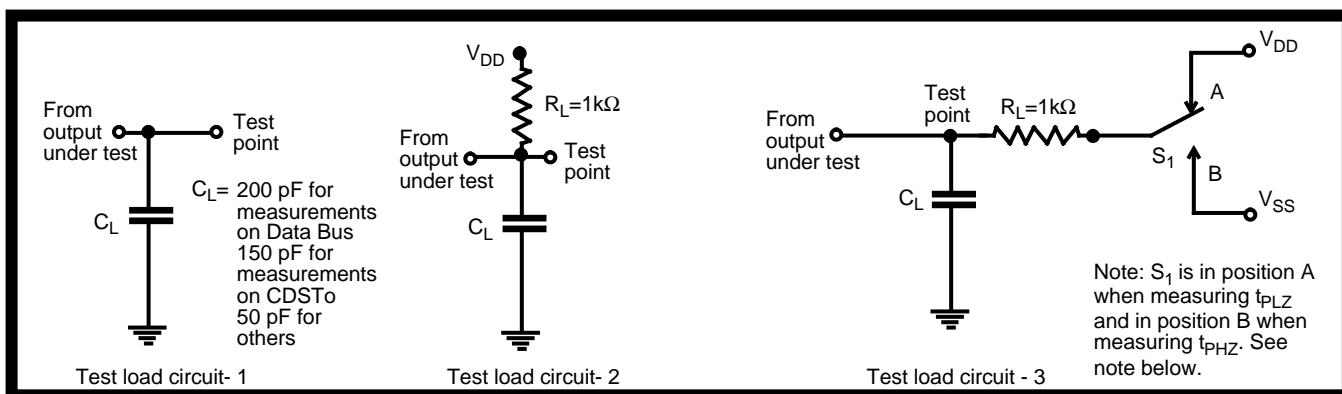 From
output
under test
Test
point
C_L
C_L= 200 pF for
measurements
on Data Bus
150 pF for
measurements
on CDSTo
50 pF for
others
Test load circuit- 1
V_DD
R_L=1kΩ
From
output
under test
Test
point
C_L
Test load circuit- 2
From
output
under test
Test
point
R_L=1kΩ
C_L
V_DD
A
S_1
B
V_SS
Note: S_1 is in position A
when measuring t_PLZ
and in position B when
measuring t_PHZ. See
note below.
Test load circuit - 3